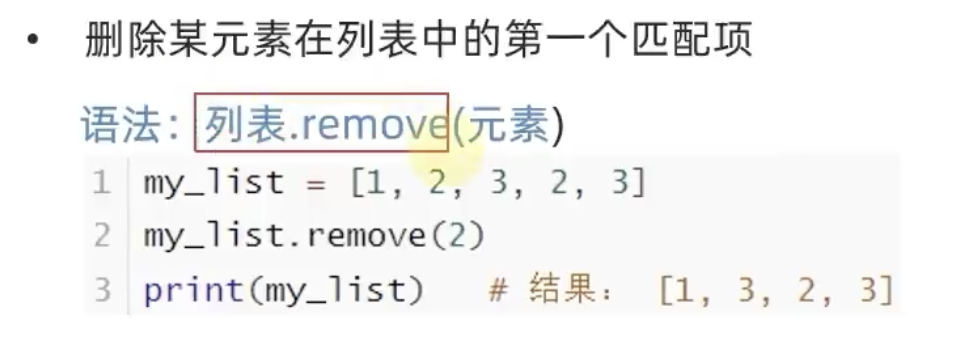 • 删除某元素在列表中的第一个匹配项
语法：列表.remove(元素)
1 my_list = [1, 2, 3, 2, 3]
2 my_list.remove(2)
3 print(my_list)   # 结果： [1, 3, 2, 3]